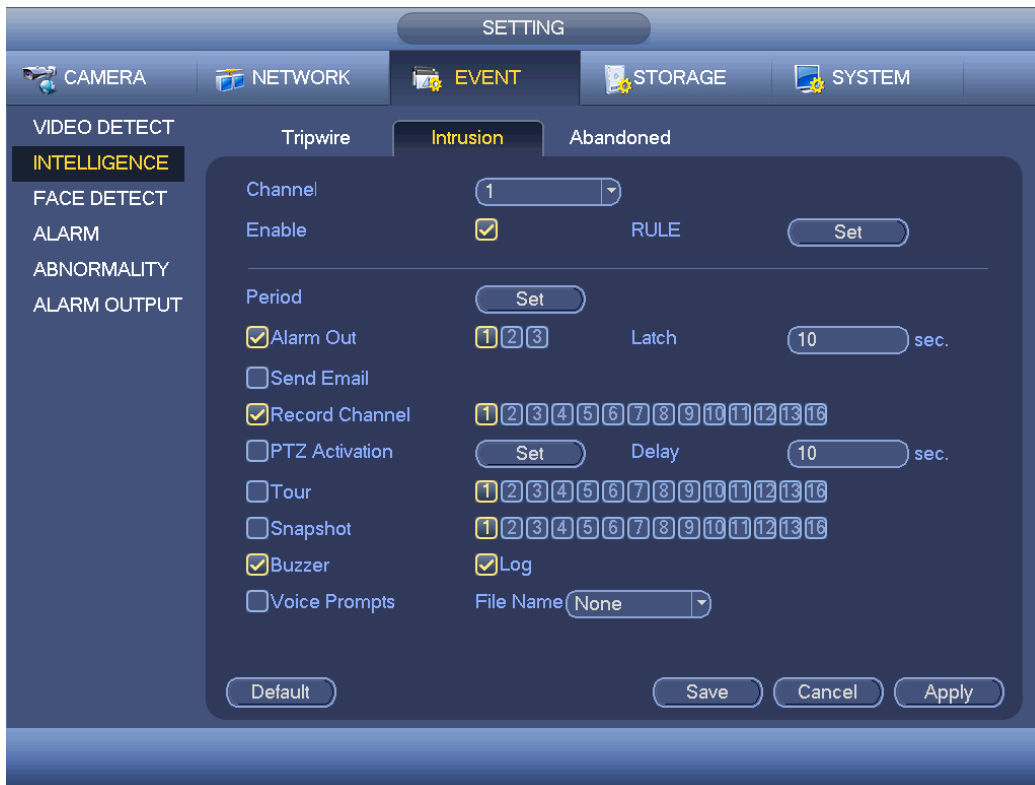 SETTING
CAMERA NETWORK EVENT STORAGE SYSTEM
VIDEO DETECT
INTELLIGENCE
FACE DETECT
ALARM
ABNORMALITY
ALARM OUTPUT
Tripwire Intrusion Abandoned
Channel 1
Enable RULE Set
Period Set
Alarm Out 1 2 3 Latch 10 sec.
Send Email
Record Channel 1 2 3 4 5 6 7 8 9 10 11 12 13 16
PTZ Activation Set Delay 10 sec.
Tour 1 2 3 4 5 6 7 8 9 10 11 12 13 16
Snapshot 1 2 3 4 5 6 7 8 9 10 11 12 13 16
Buzzer Log
Voice Prompts File Name None
Default Save Cancel Apply